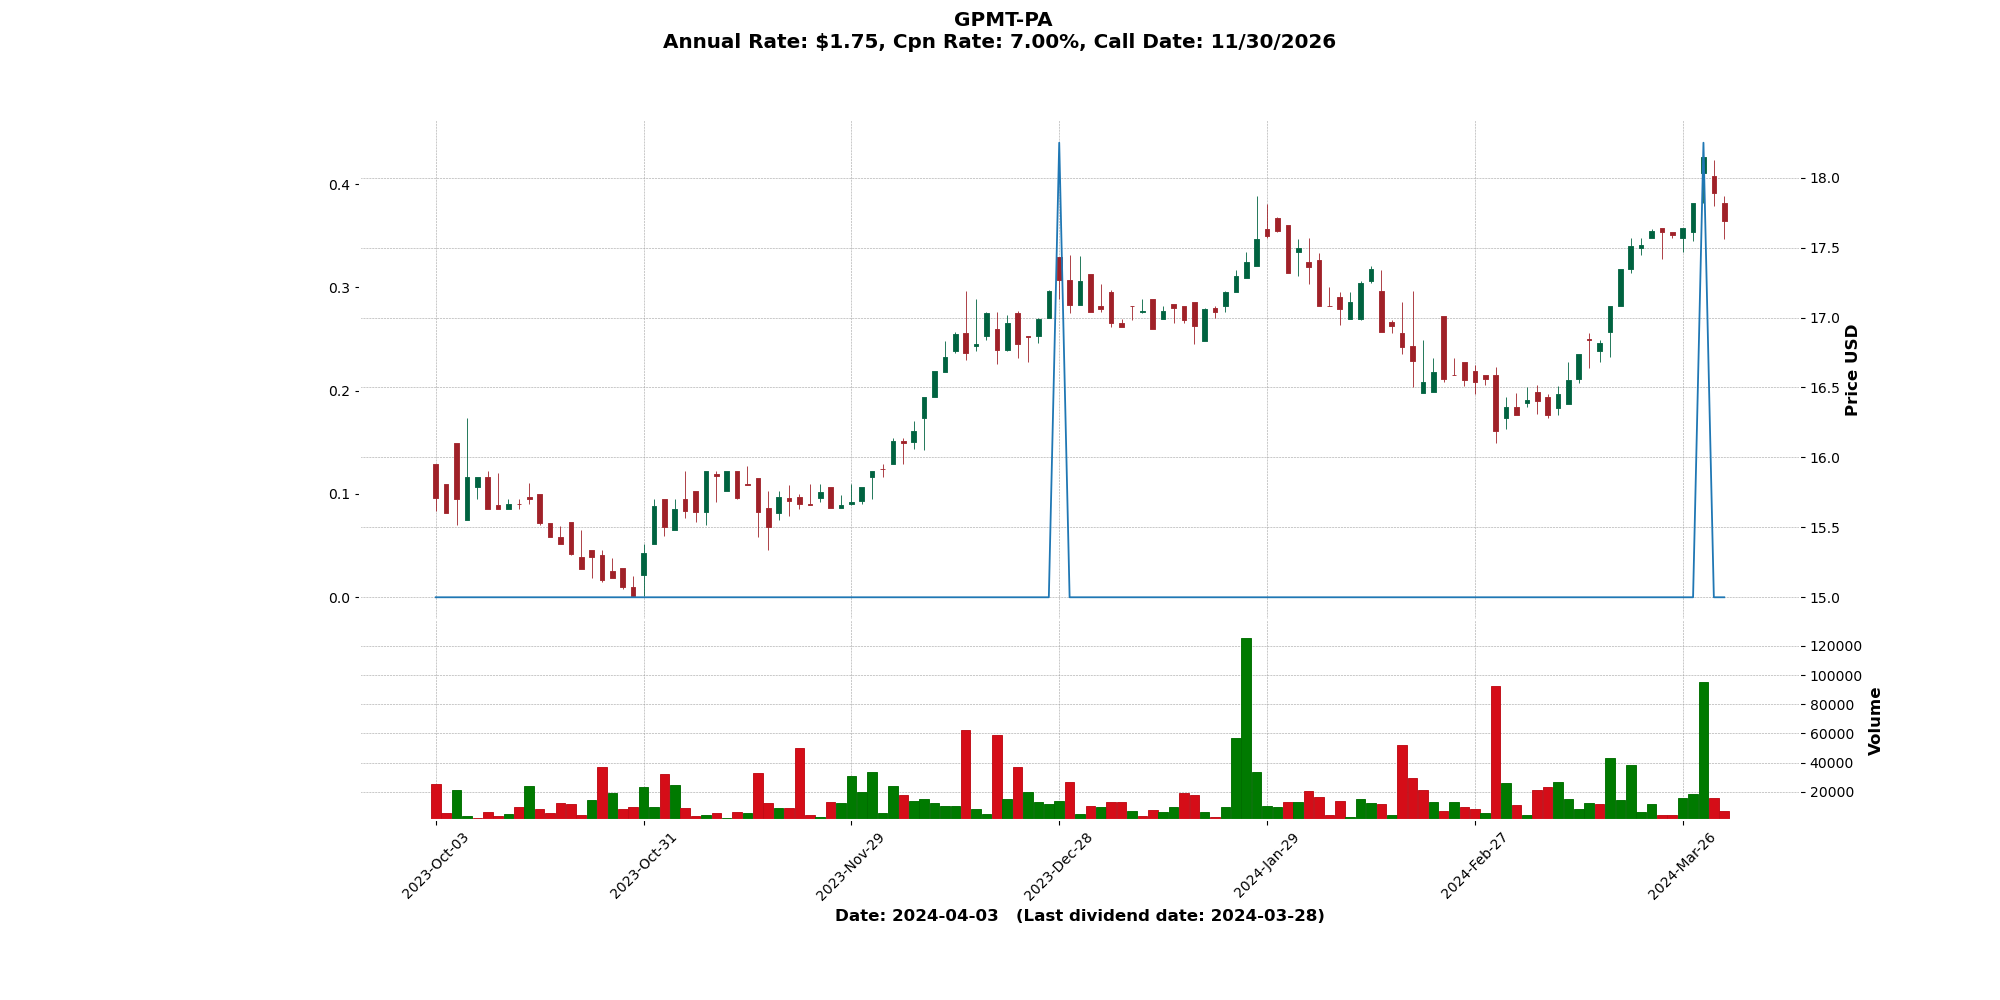 GPMT-PA
Annual Rate: $1.75, Cpn Rate: 7.00%, Call Date: 11/30/2026
0.4
0.3
0.2
0.1
0.0
18.0
17.5
17.0
16.5
16.0
15.5
15.0
Price USD
120000
100000
80000
60000
40000
20000
Volume
2023-Oct-03
2023-Oct-31
2023-Nov-29
2023-Dec-28
2024-Jan-29
2024-Feb-27
2024-Mar-26
Date: 2024-04-03 (Last dividend date: 2024-03-28)